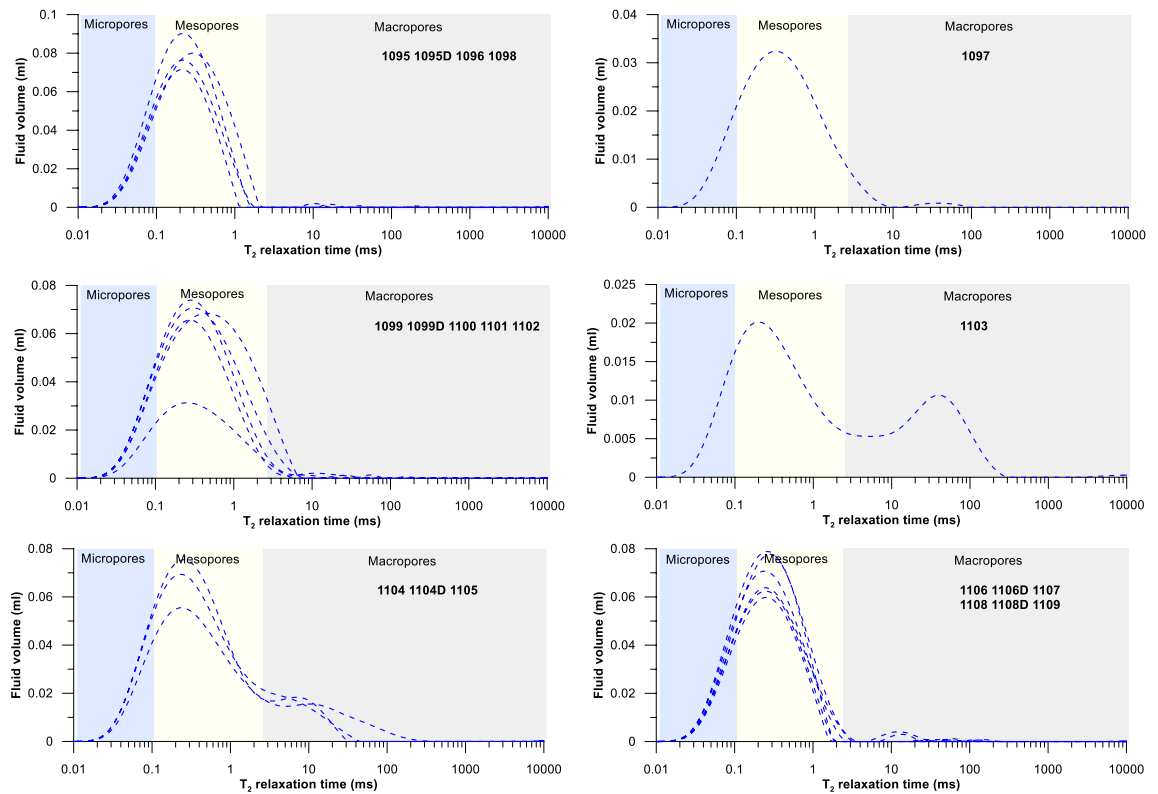 Micropores Mesopores Macropores
1095 1095D 1096 1098
0.1
0.08
0.06
0.04
0.02
0
Fluid volume (ml)
0.01 0.1 1 10 100 1000 10000
T2 relaxation time (ms)
Micropores Mesopores Macropores
1097
0.04
0.03
0.02
0.01
0
Fluid volume (ml)
0.01 0.1 1 10 100 1000 10000
T2 relaxation time (ms)
Micropores Mesopores Macropores
1099 1099D 1100 1101 1102
0.08
0.06
0.04
0.02
0
Fluid volume (ml)
0.01 0.1 1 10 100 1000 10000
T2 relaxation time (ms)
Micropores Mesopores Macropores
1103
0.025
0.02
0.015
0.01
0.005
0
Fluid volume (ml)
0.01 0.1 1 10 100 1000 10000
T2 relaxation time (ms)
Micropores Mesopores Macropores
1104 1104D 1105
0.08
0.06
0.04
0.02
0
Fluid volume (ml)
0.01 0.1 1 10 100 1000 10000
T2 relaxation time (ms)
Micropores Mesopores Macropores
1106 1106D 1107
1108 1108D 1109
0.08
0.06
0.04
0.02
0
Fluid volume (ml)
0.01 0.1 1 10 100 1000 10000
T2 relaxation time (ms)